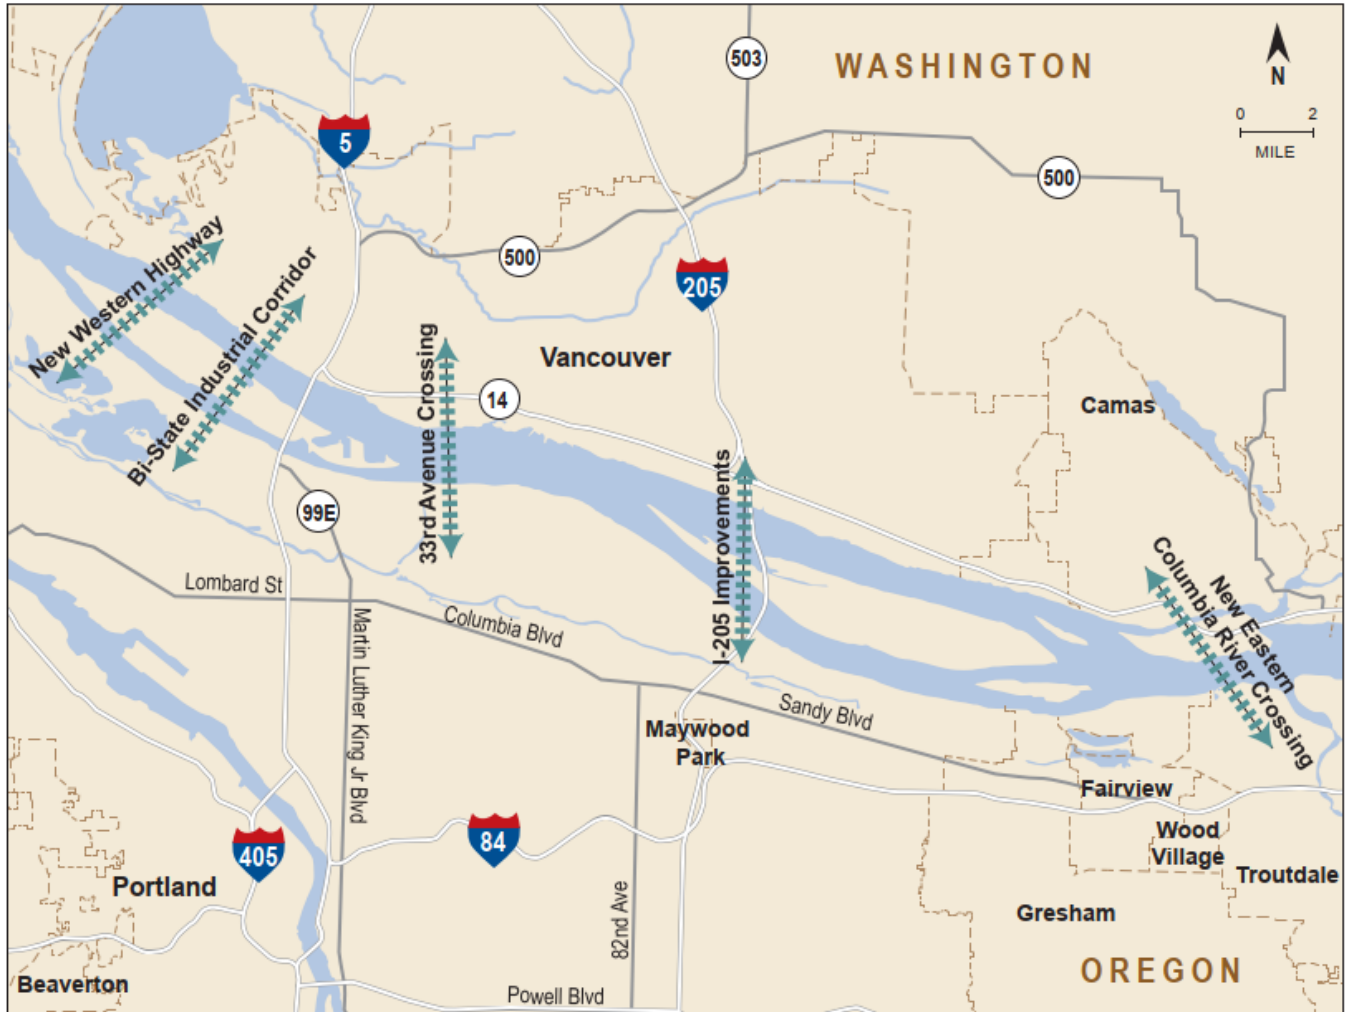 503
WASHINGTON
N
0 2
MILE
5
500
500
New Western Highway
Bi-State Industrial Corridor
205
33rd Avenue Crossing
Vancouver
14
Camas
I-205 Improvements
99E
Lombard St
Columbia Blvd
New Eastern
Columbia River Crossing
Martin Luther King Jr Blvd
Sandy Blvd
Maywood
Park
Fairview
84
405
Wood
Village
Portland
Troutdale
82nd Ave
Gresham
OREGON
Beaverton
Powell Blvd